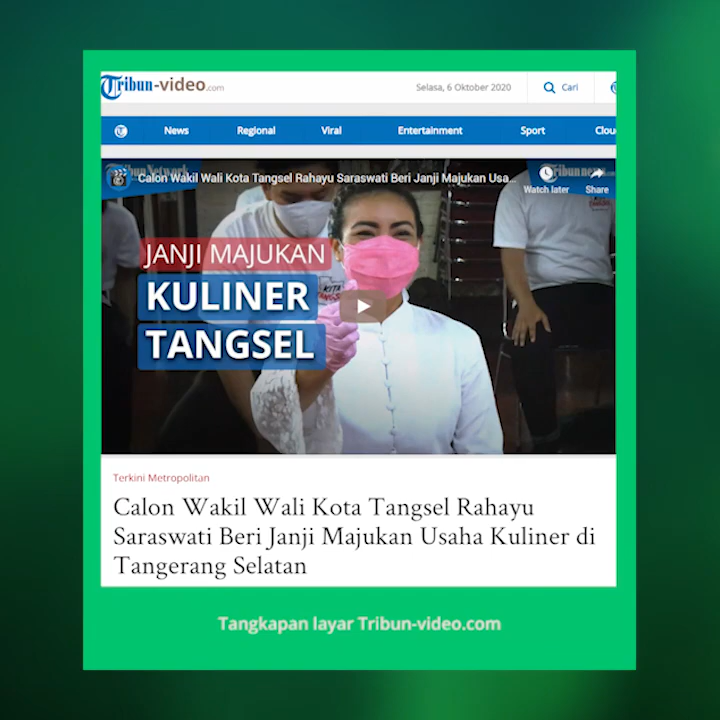 Tribun-video.com
Selasa, 6 Oktober 2020
Cari
News Regional Viral Entertainment Sport Clou
Calon Wakil Wali Kota Tangsel Rahayu Saraswati Beri Janji Majukan Usa...
Watch later
Share
JANJI MAJUKAN
KULINER
TANGSEL
Terkini Metropolitan
Calon Wakil Wali Kota Tangsel Rahayu
Saraswati Beri Janji Majukan Usaha Kuliner di
Tangerang Selatan
Tangkapan layar Tribun-video.com